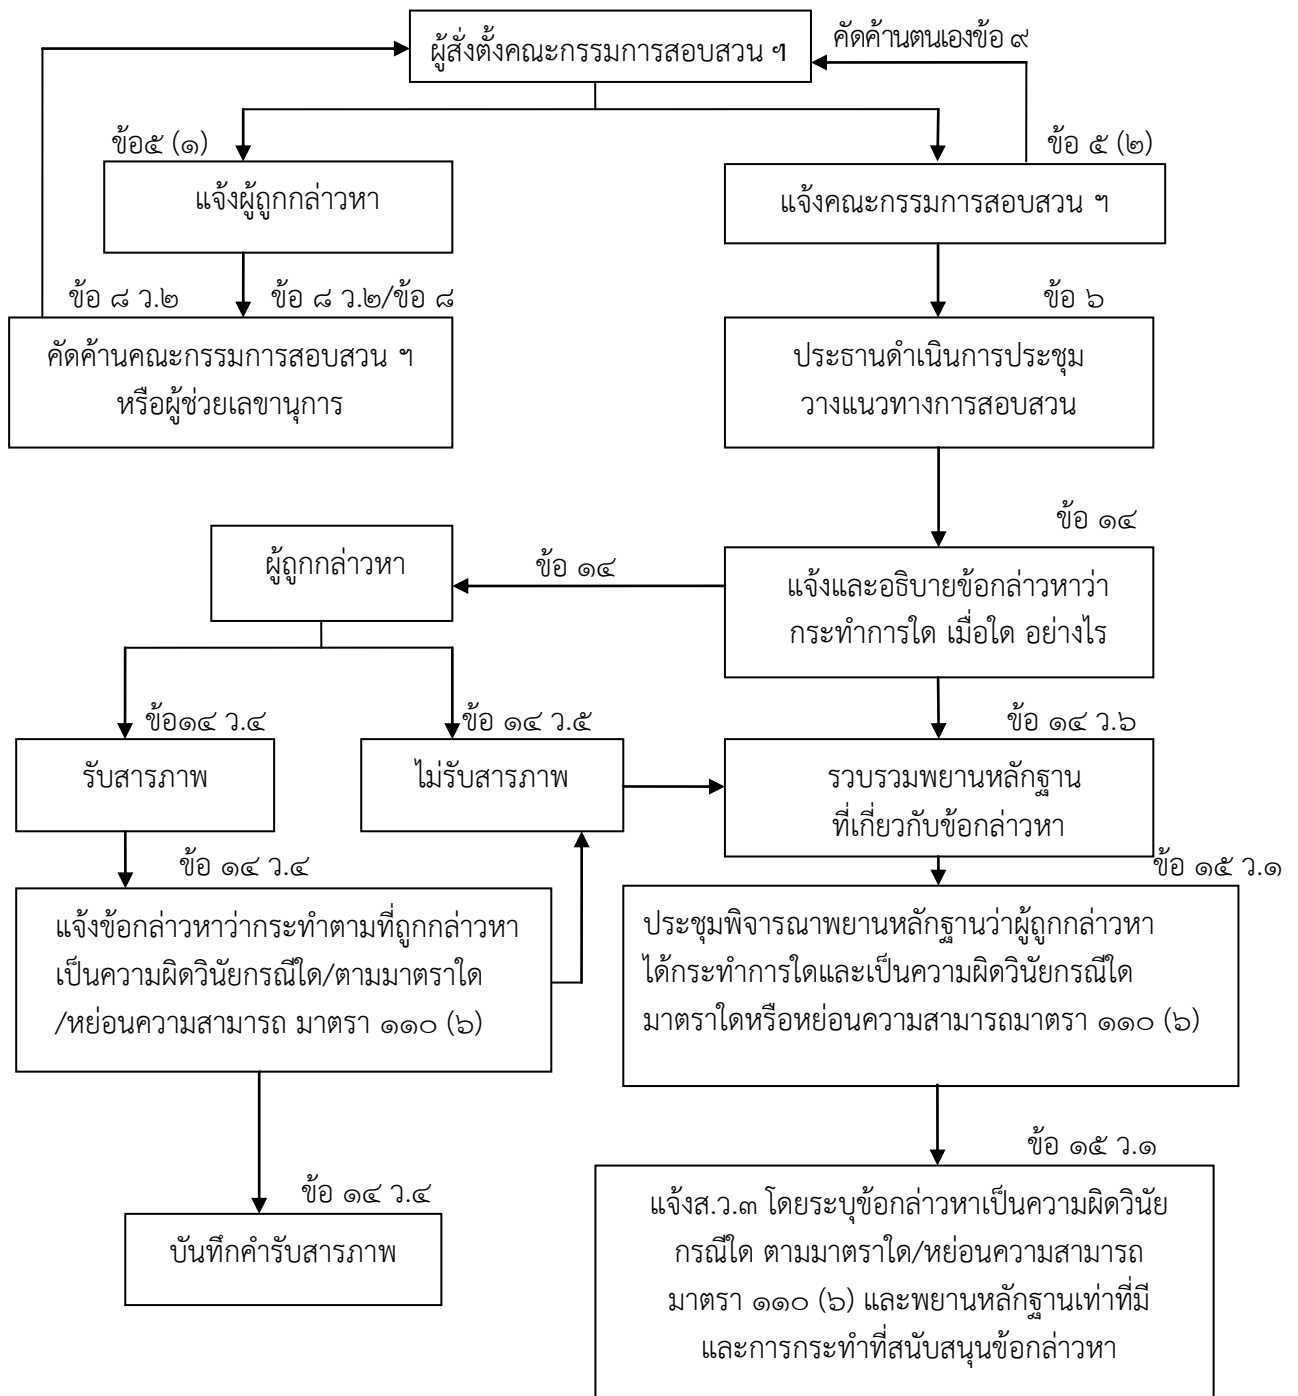 ผู้สั่งตั้งคณะกรรมการสอบสวน ฯ
คัดค้านตนเองข้อ ๙
ข้อ๕ (๑)
ข้อ ๕ (๒)
แจ้งผู้ถูกกล่าวหา
แจ้งคณะกรรมการสอบสวน ฯ
ข้อ ๘ ว.๒
ข้อ ๘ ว.๒/ข้อ ๘
ข้อ ๖
คัดค้านคณะกรรมการสอบสวน ฯ
หรือผู้ช่วยเลขานุการ
ประธานดำเนินการประชุม
วางแนวทางการสอบสวน
ข้อ ๑๔
ผู้ถูกกล่าวหา
ข้อ ๑๔
แจ้งและอธิบายข้อกล่าวหาว่า
กระทำการใด เมื่อใด อย่างไร
ข้อ๑๔ ว.๔
ข้อ ๑๔ ว.๕
ข้อ ๑๔ ว.๖
รับสารภาพ
ไม่รับสารภาพ
รวบรวมพยานหลักฐาน
ที่เกี่ยวกับข้อกล่าวหา
ข้อ ๑๔ ว.๔
ข้อ ๑๕ ว.๑
แจ้งข้อกล่าวหาว่ากระทำตามที่ถูกกล่าวหา
เป็นความผิดวินัยกรณีใด/ตามมาตราใด
/หย่อนความสามารถ มาตรา ๑๑๐ (๖)
ประชุมพิจารณาพยานหลักฐานว่าผู้ถูกกล่าวหา
ได้กระทำการใดและเป็นความผิดวินัยกรณีใด
มาตราใดหรือหย่อนความสามารถมาตรา ๑๑๐ (๖)
ข้อ ๑๔ ว.๔
ข้อ ๑๕ ว.๑
บันทึกคำรับสารภาพ
แจ้งส.ว.๓ โดยระบุข้อกล่าวหาเป็นความผิดวินัย
กรณีใด ตามมาตราใด/หย่อนความสามารถ
มาตรา ๑๑๐ (๖) และพยานหลักฐานเท่าที่มี
และการกระทำที่สนับสนุนข้อกล่าวหา